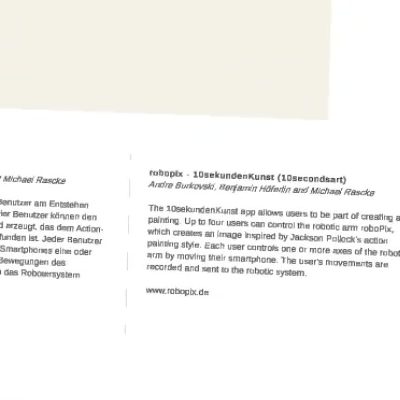 Michael Rascke
Benutzer am Entstehen
vier Benutzer können den
erzeugt, das dem Action-
funden ist. Jeder Benutzer
Smartphones eine oder
Bewegungen des
das Robotersystem
robopix - 10sekundenKunst (10secondsart)
Andre Burkovski, Benjamin Höferlin and Michael Rascke
The 10sekundenKunst app allows users to be part of creating a
painting. Up to four users can control the robotic arm roboPix,
which creates an image inspired by Jackson Pollock's action
painting style. Each user controls one or more axes of the robot
arm by moving their smartphone. The user's movements are
recorded and sent to the robotic system.
www.robopix.de